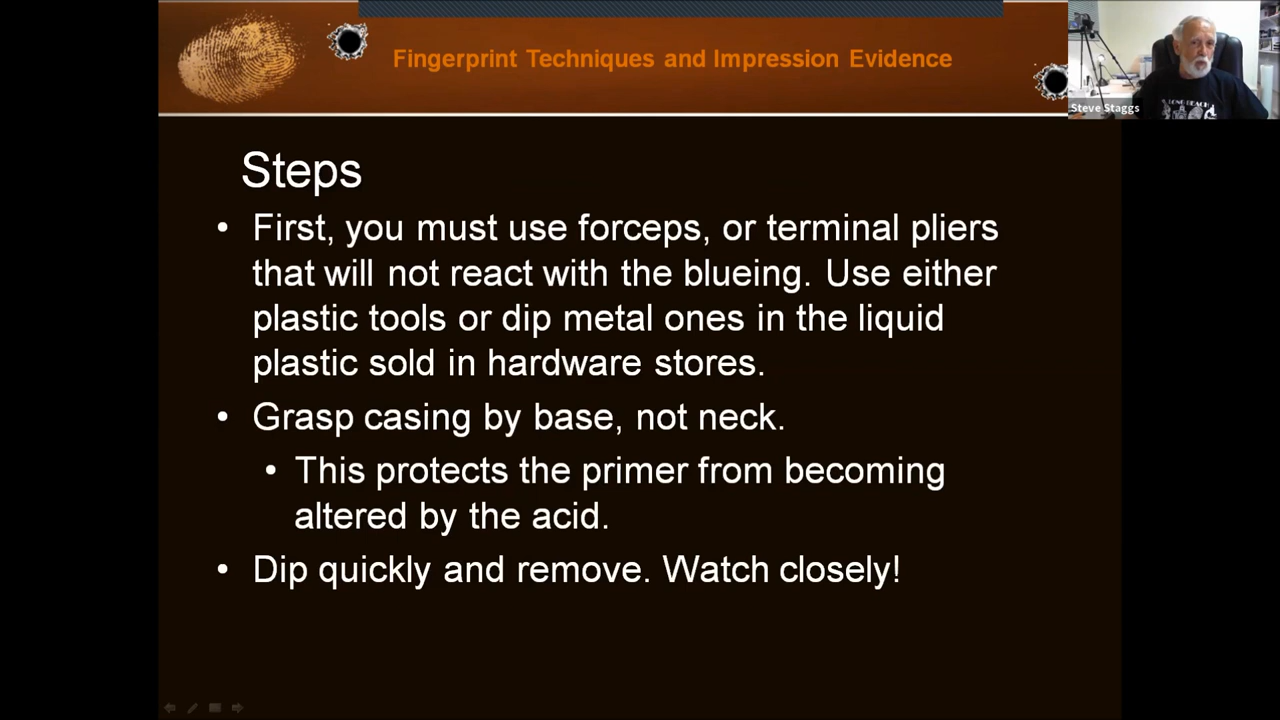 Fingerprint Techniques and Impression Evidence
Steve Staggs
LONG BEACH
Steps
• First, you must use forceps, or terminal pliers
that will not react with the blueing. Use either
plastic tools or dip metal ones in the liquid
plastic sold in hardware stores.
• Grasp casing by base, not neck.
• This protects the primer from becoming
altered by the acid.
• Dip quickly and remove. Watch closely!